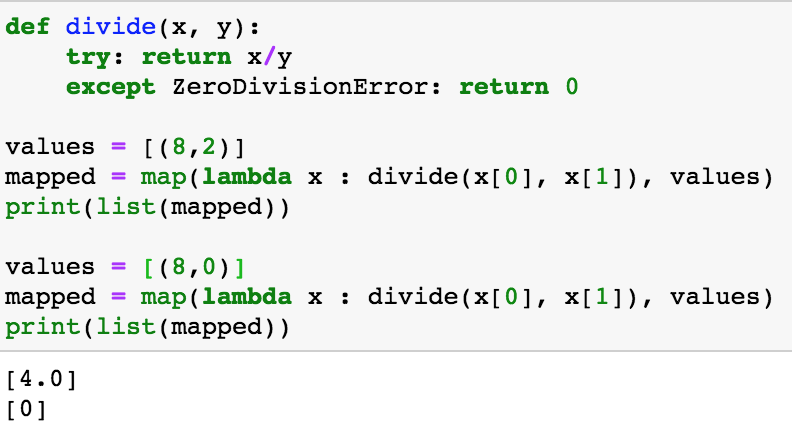 def divide(x, y):
    try: return x/y
    except ZeroDivisionError: return 0

values = [(8,2)]
mapped = map(lambda x : divide(x[0], x[1]), values)
print(list(mapped))

values = [(8,0)]
mapped = map(lambda x : divide(x[0], x[1]), values)
print(list(mapped))

[4.0]
[0]